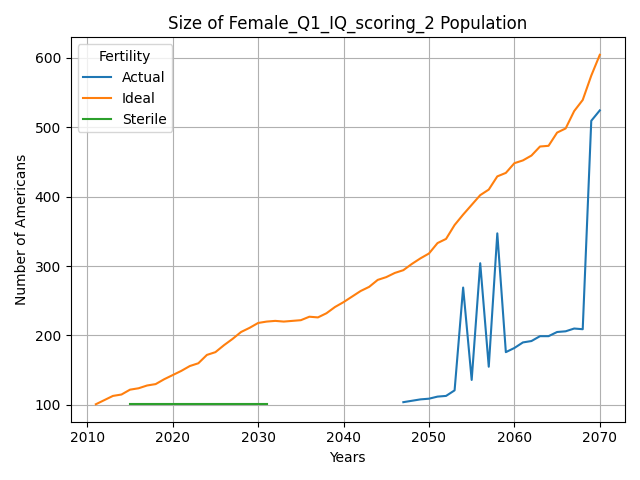 Size of Female_Q1_IQ_scoring_2 Population
Fertility
Actual
Ideal
Sterile
Number of Americans
600
500
400
300
200
100
2010 2020 2030 2040 2050 2060 2070
Years